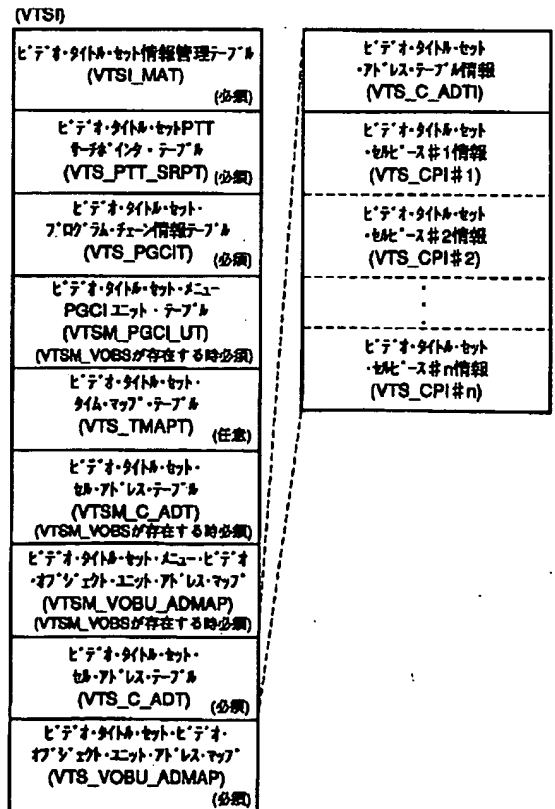 (VTSI)
ビデオ・タイトル・セット情報管理テーブル
(VTSI_MAT)
(必須)
ビデオ・タイトル・セットPTT
サーチポインタ・テーブル
(VTS_PTT_SRPT) (必須)
ビデオ・タイトル・セット・
プログラム・チェーン情報テーブル
(VTS_PGCIT) (必須)
ビデオ・タイトル・セット・メニュー
PGCIユニット・テーブル
(VTSM_PGCI_UT)
(VTSM_VOBSが存在する時必須)
ビデオ・タイトル・セット・
タイム・マップ・テーブル
(VTS_TMAPT) (任意)
ビデオ・タイトル・セット・
セル・アドレス・テーブル
(VTSM_C_ADT)
(VTSM_VOBSが存在する時必須)
ビデオ・タイトル・セット・メニュー・ビデオ
・オブジェクト・ユニット・アドレス・マップ
(VTSM_VOBU_ADMAP)
(VTSM_VOBSが存在する時必須)
ビデオ・タイトル・セット・
セル・アドレス・テーブル
(VTS_C_ADT) (必須)
ビデオ・タイトル・セット・ビデオ・
オブジェクト・ユニット・アドレス・マップ
(VTS_VOBU_ADMAP)
(必須)
ビデオ・タイトル・セット
・アドレス・テーブル情報
(VTS_C_ADTI)
ビデオ・タイトル・セット
・セルピース#1情報
(VTS_CPI#1)
ビデオ・タイトル・セット
・セルピース#2情報
(VTS_CPI#2)
ビデオ・タイトル・セット
・セルピース#n情報
(VTS_CPI#n)